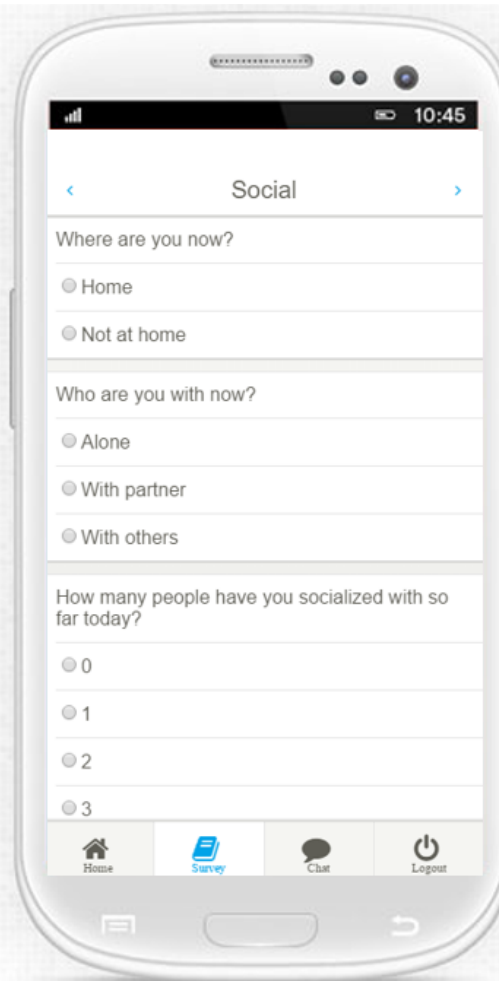 10:45
Social
Where are you now?
Home
Not at home
Who are you with now?
Alone
With partner
With others
How many people have you socialized with so
far today?
0
1
2
3
Home Survey Chat Logout